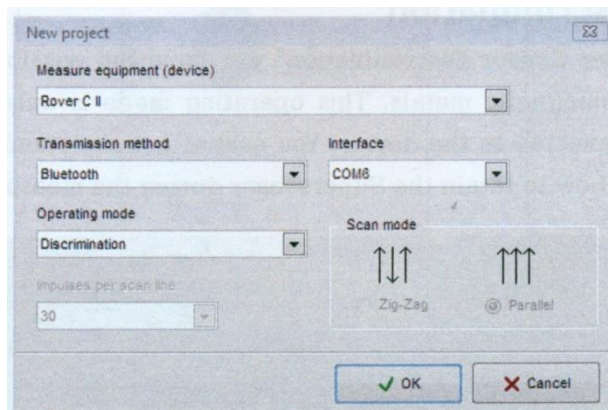 New project
Measure equipment (device)
Rover C II
Transmission method
Interface
Bluetooth
COM6
Operating mode
Scan mode
Discrimination
Impulses per scan line
Zig-Zag
Parallel
30
OK
Cancel